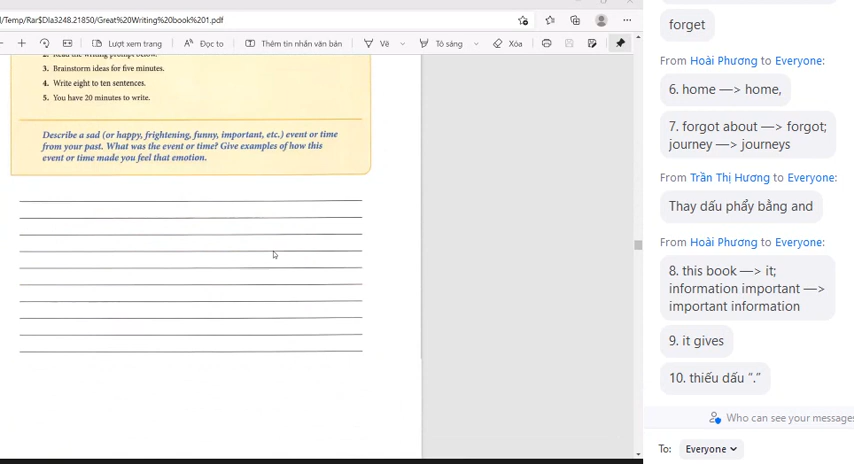 l/Temp/Rar$DIa3248.21850/Great%20Writing%20book%201.pdf
Lượt xem trang
Đọc to
Thêm tin nhắn văn bản
Vẽ
Tô sáng
Xóa
2. Read the writing prompt below.
3. Brainstorm ideas for five minutes.
4. Write eight to ten sentences.
5. You have 20 minutes to write.
Describe a sad (or happy, frightening, funny, important, etc.) event or time
from your past. What was the event or time? Give examples of how this
event or time made you feel that emotion.
forget
From Hoài Phương to Everyone:
6. home —> home,
7. forgot about —> forgot;
journey —> journeys
From Trần Thị Hương to Everyone:
Thay dấu phẩy bằng and
From Hoài Phương to Everyone:
8. this book —> it;
information important —>
important information
9. it gives
10. thiếu dấu “.”
Who can see your messages
To: Everyone